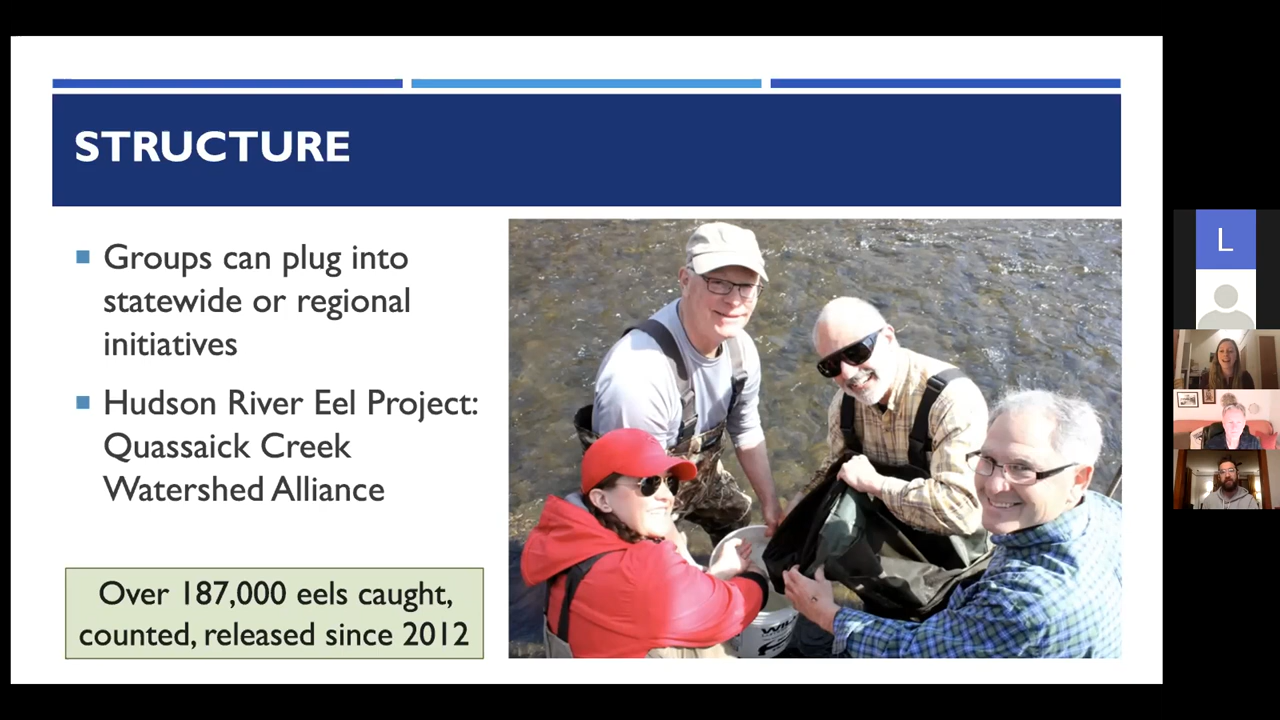 STRUCTURE
Groups can plug into
statewide or regional
initiatives
Hudson River Eel Project:
Quassaick Creek
Watershed Alliance
Over 187,000 eels caught,
counted, released since 2012
L